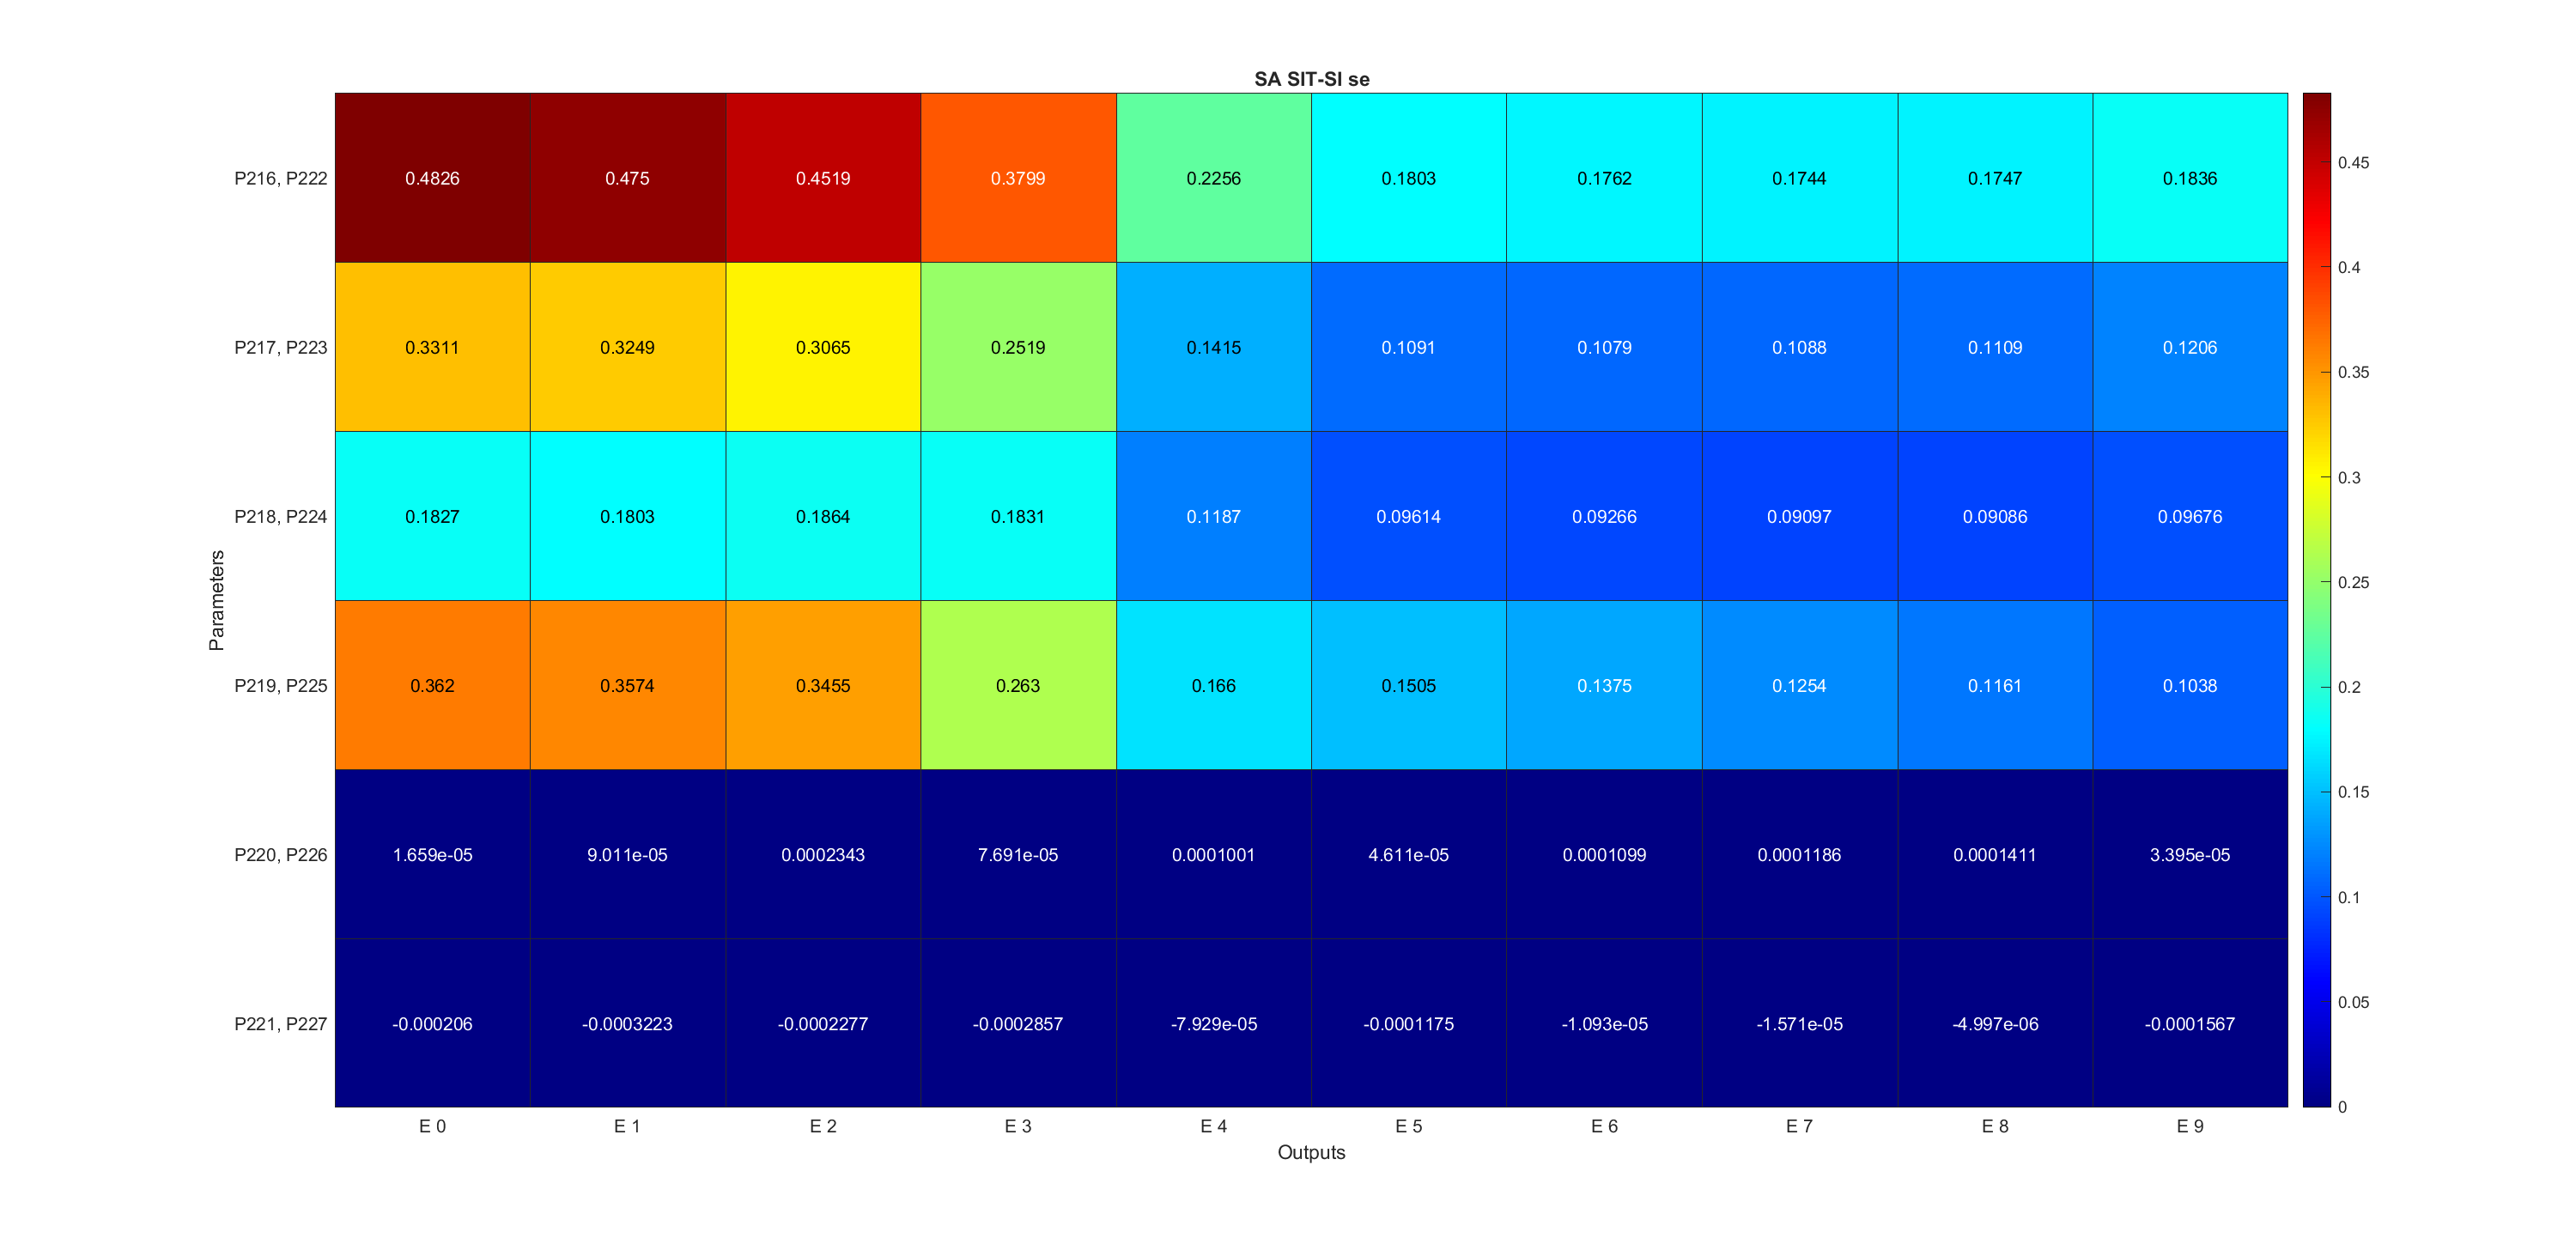 SA SIT-SI se
P216, P222 0.4826 0.475 0.4519 0.3799 0.2256 0.1803 0.1762 0.1744 0.1747 0.1836
P217, P223 0.3311 0.3249 0.3065 0.2519 0.1415 0.1091 0.1079 0.1088 0.1109 0.1206
P218, P224 0.1827 0.1803 0.1864 0.1831 0.1187 0.09614 0.09266 0.09097 0.09086 0.09676
P219, P225 0.362 0.3574 0.3455 0.263 0.166 0.1505 0.1375 0.1254 0.1161 0.1038
P220, P226 1.659e-05 9.011e-05 0.0002343 7.691e-05 0.0001001 4.611e-05 0.0001099 0.0001186 0.0001411 3.395e-05
P221, P227 -0.000206 -0.0003223 -0.0002277 -0.0002857 -7.929e-05 -0.0001175 -1.093e-05 -1.571e-05 -4.997e-06 -0.0001567
E 0 E 1 E 2 E 3 E 4 E 5 E 6 E 7 E 8 E 9
Outputs
Parameters
0.45
0.4
0.35
0.3
0.25
0.2
0.15
0.1
0.05
0